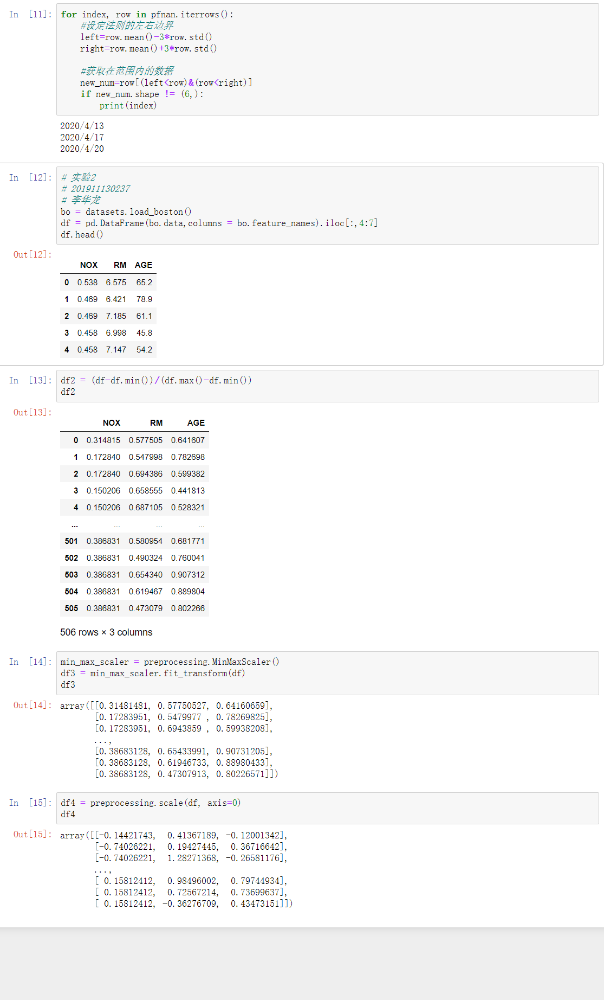 In [11]: for index, row in pfnan.iterrows():
#设定法则的左右边界
left=row.mean()-3*row.std()
right=row.mean()+3*row.std()
#获取在范围内的数据
new_num=row[(left<row)&(row<right)]
if new_num.shape != (6,):
print(index)
2020/4/13
2020/4/17
2020/4/20
In [12]: # 实验2
# 201911130237
# 李华龙
bo = datasets.load_boston()
df = pd.DataFrame(bo.data,columns = bo.feature_names).iloc[:,4:7]
df.head()
Out[12]:
NOX RM AGE
0 0.538 6.575 65.2
1 0.469 6.421 78.9
2 0.469 7.185 61.1
3 0.458 6.998 45.8
4 0.458 7.147 54.2
In [13]: df2 = (df-df.min())/(df.max()-df.min())
df2
Out[13]:
NOX RM AGE
0 0.314815 0.577505 0.641607
1 0.172840 0.547998 0.782698
2 0.172840 0.694386 0.599382
3 0.150206 0.658555 0.441813
4 0.150206 0.687105 0.528321
... ... ... ...
501 0.386831 0.580954 0.681771
502 0.386831 0.490324 0.760041
503 0.386831 0.654340 0.907312
504 0.386831 0.619467 0.889804
505 0.386831 0.473079 0.802266
506 rows × 3 columns
In [14]: min_max_scaler = preprocessing.MinMaxScaler()
df3 = min_max_scaler.fit_transform(df)
df3
Out[14]: array([[0.31481481, 0.57750527, 0.64160659],
[0.17283951, 0.5479977 , 0.78269825],
[0.17283951, 0.6943859 , 0.59938208],
...,
[0.38683128, 0.65433991, 0.90731205],
[0.38683128, 0.61946733, 0.88980433],
[0.38683128, 0.47307913, 0.80226571]])
In [15]: df4 = preprocessing.scale(df, axis=0)
df4
Out[15]: array([[-0.14421743, 0.41367189, -0.12001342],
[-0.74026221, 0.19427445, 0.36716642],
[-0.74026221, 1.28271368, -0.26581176],
...,
[ 0.15812412, 0.98496002, 0.79744934],
[ 0.15812412, 0.72567214, 0.73699637],
[ 0.15812412, -0.36276709, 0.43473151]])